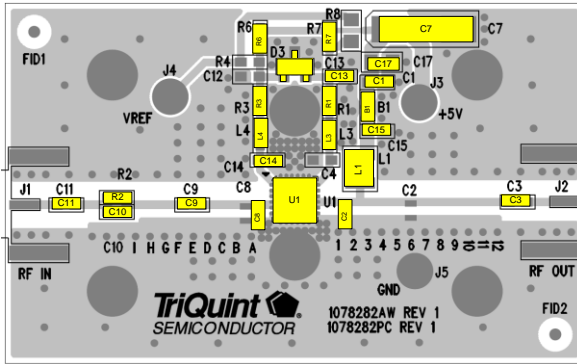 R8
R6
R7
R6
R7
C7
C7
FID1
D3
R4
C13
C17
C17
J4
C12
C13
C1
C1
J3
VREF
R3
R3
R1
R1
B1
B1
+5V
L4
L4
L3
L3
C15
C15
C14
C14
C4
L1
L1
R2
J1
C11
R2
C9
C8
U1
U1
C2
C3
J2
C11
C10
C9
C8
C2
C3
C10 I H G F E D C B A
1 2 3 4 5 6 7 8 9 10 11 12
RF IN
J5
RF OUT
GND
TriQuint
SEMICONDUCTOR
1078282AW REV 1
1078282PC REV 1
FID2